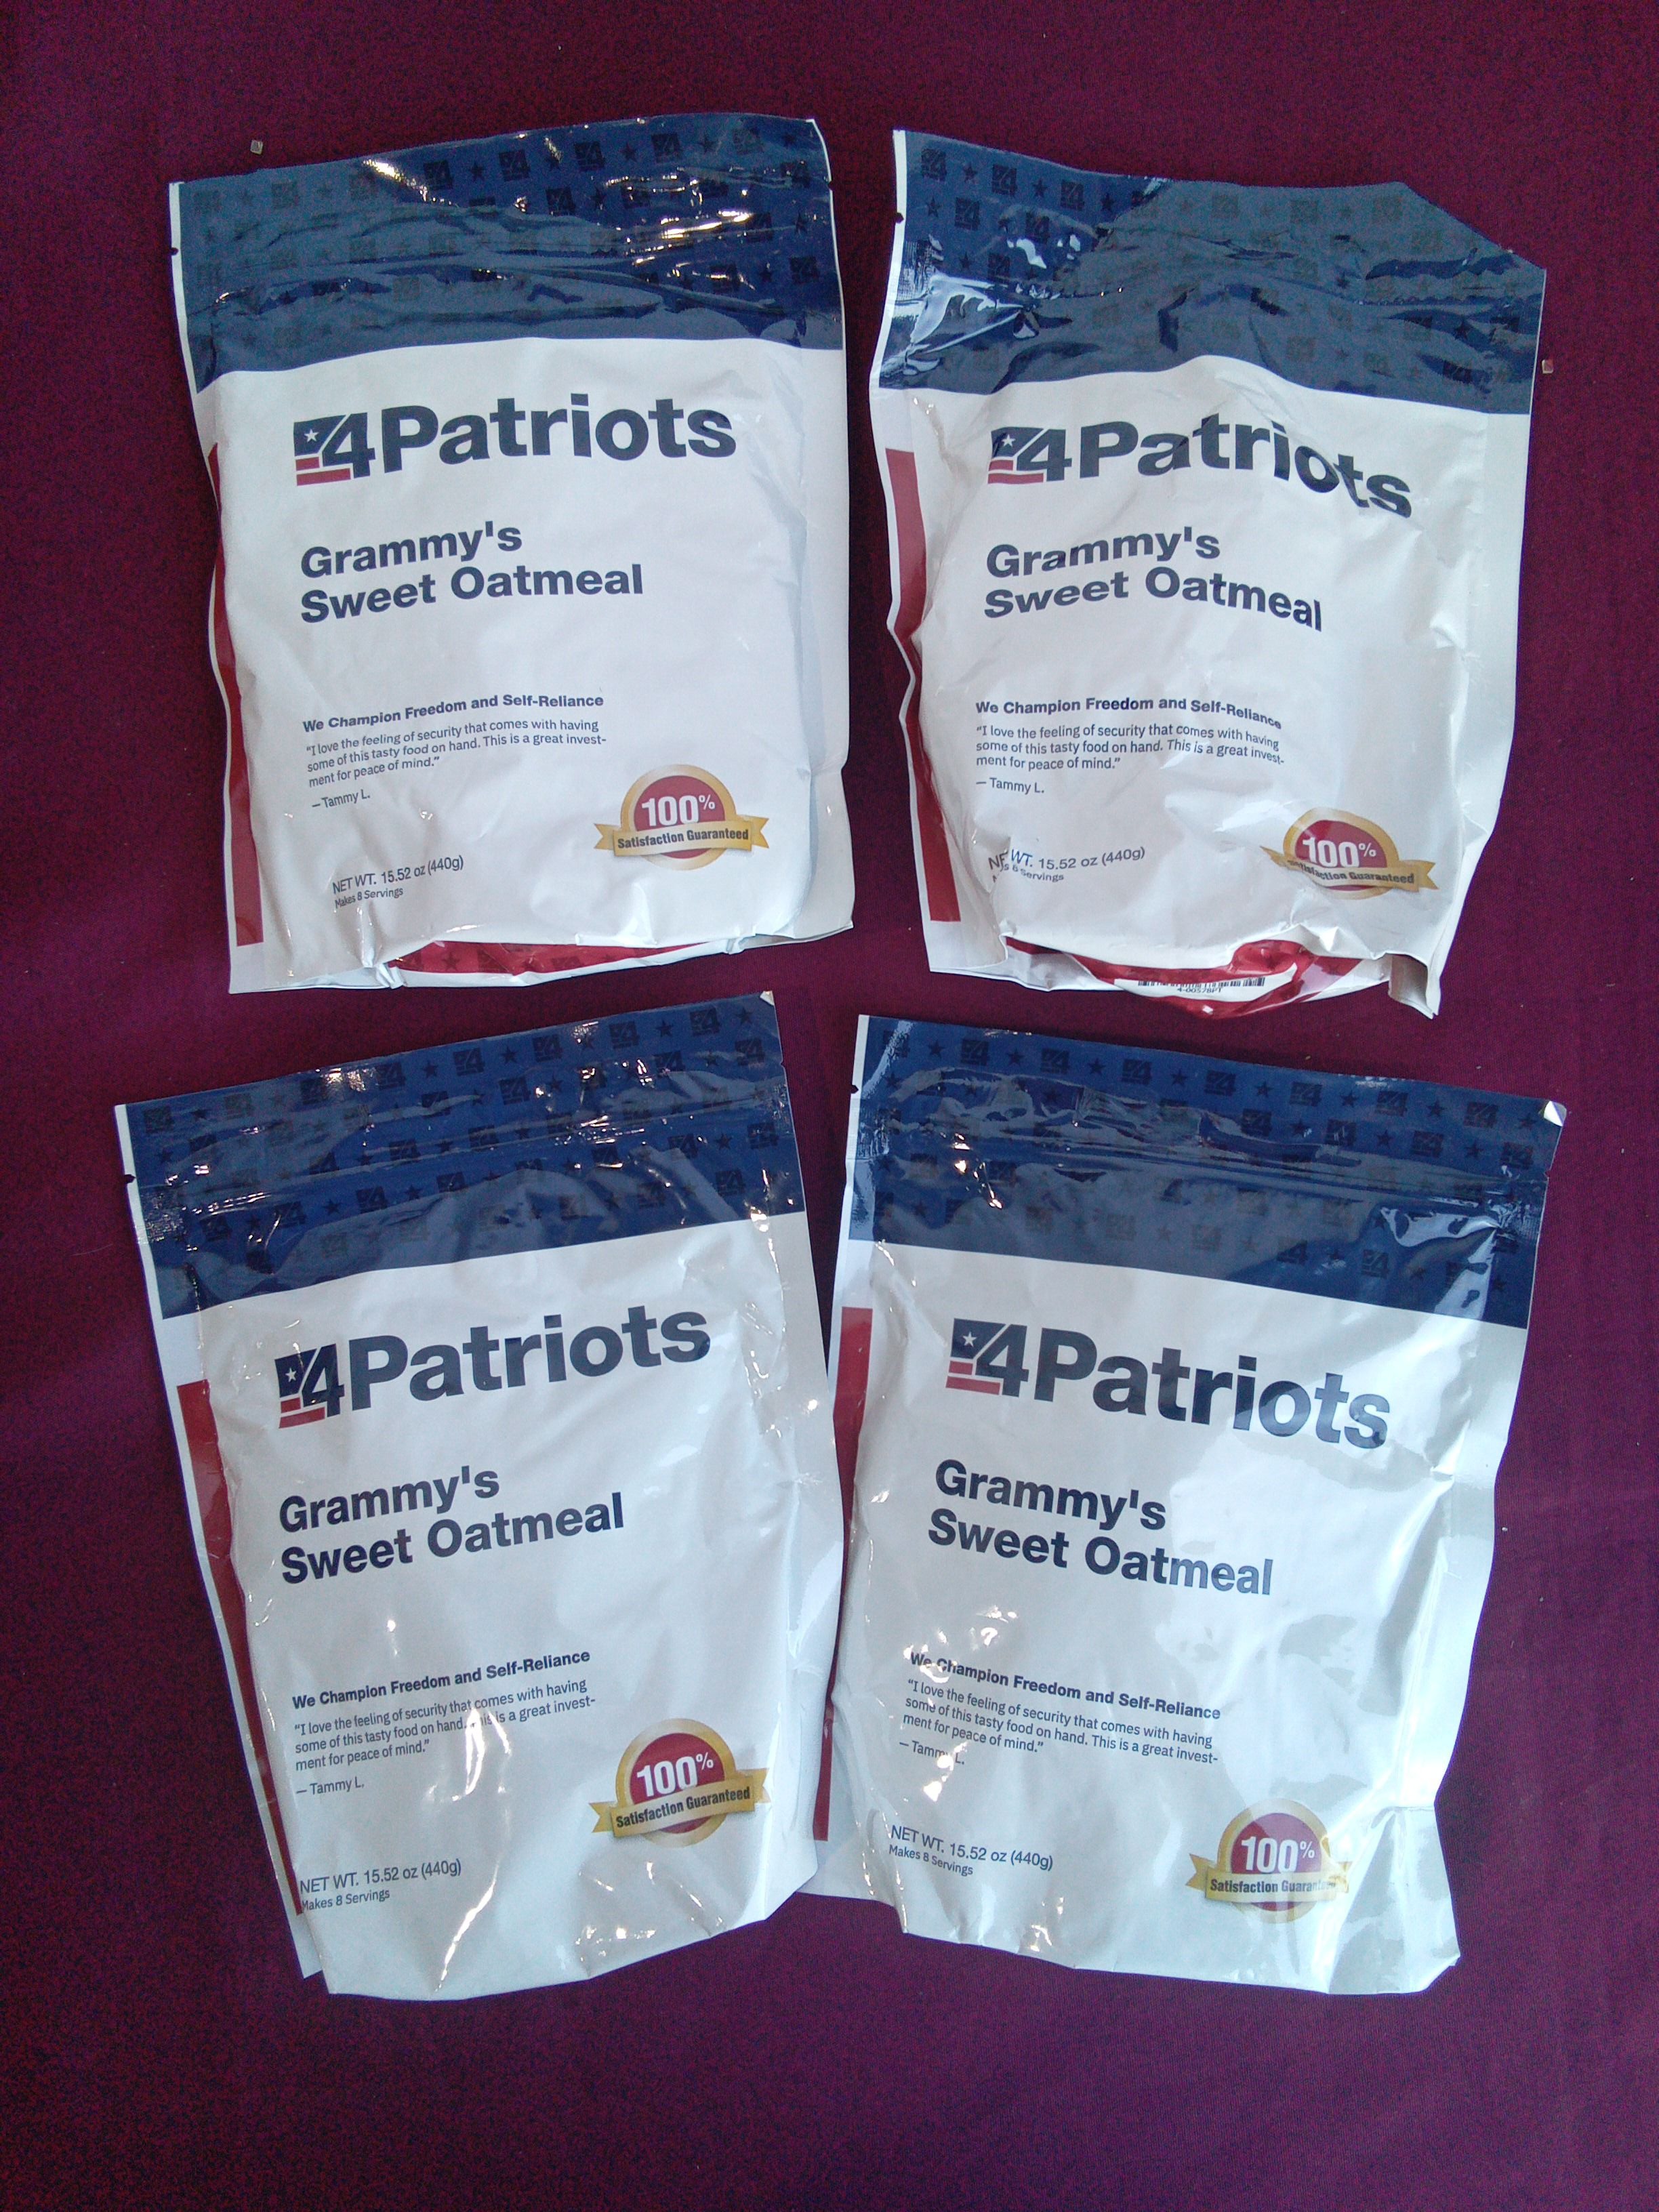 4Patriots
Grammy's
Sweet Oatmeal
We Champion Freedom and Self-Reliance
"I love the feeling of security that comes with having
some of this tasty food on hand. This is a great invest-
ment for peace of mind."
— Tammy L.
100%
Satisfaction Guaranteed
NET WT. 15.52 oz (440g)
Makes 8 Servings
4Patriots
Grammy's
Sweet Oatmeal
We Champion Freedom and Self-Reliance
"I love the feeling of security that comes with having
some of this tasty food on hand. This is a great invest-
ment for peace of mind."
— Tammy L.
100%
Satisfaction Guaranteed
NET WT. 15.52 oz (440g)
8 Servings
4Patriots
Grammy's
Sweet Oatmeal
We Champion Freedom and Self-Reliance
"I love the feeling of security that comes with having
some of this tasty food on hand. This is a great invest-
ment for peace of mind."
— Tammy L.
100%
Satisfaction Guaranteed
NET WT. 15.52 oz (440g)
Makes 8 Servings
4Patriots
Grammy's
Sweet Oatmeal
We Champion Freedom and Self-Reliance
"I love the feeling of security that comes with having
some of this tasty food on hand. This is a great invest-
ment for peace of mind."
— Tammy L.
100%
Satisfaction Guaranteed
NET WT. 15.52 oz (440g)
Makes 8 Servings